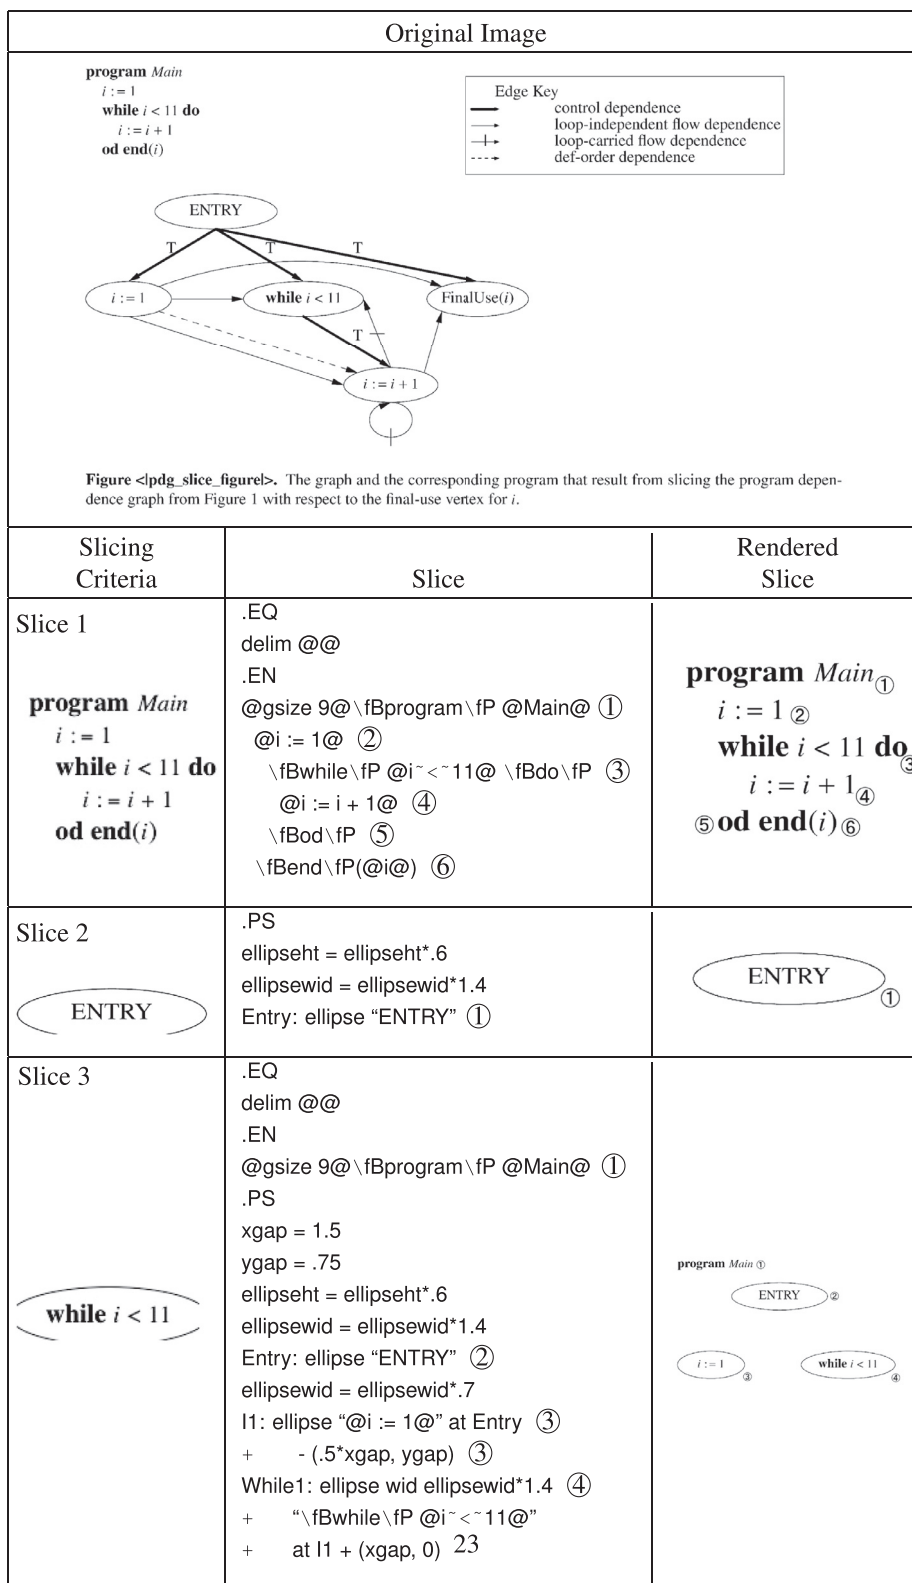 Original Image
program Main
i := 1
while i < 11 do
i := i + 1
od end(i)
Edge Key
control dependence
loop-independent flow dependence
loop-carried flow dependence
def-order dependence
ENTRY
T T T
i := 1 while i < 11 FinalUse(i)
T
i := i + 1
Figure <|pdg_slice_figure|>. The graph and the corresponding program that result from slicing the program depen-
dence graph from Figure 1 with respect to the final-use vertex for i.
Slicing
Criteria
Slice
Rendered
Slice
Slice 1
program Main
i := 1
while i < 11 do
i := i + 1
od end(i)
.EQ
delim @@
.EN
@gsize 9@\fBprogram\fP @Main@ ①
@i := 1@ ②
\fBwhile\fP @i~<~11@ \fBdo\fP ③
@i := i + 1@ ④
\fBod\fP ⑤
\fBend\fP(@i@) ⑥
program Main ①
i := 1 ②
while i < 11 do ③
i := i + 1 ④
⑤ od end(i) ⑥
Slice 2
ENTRY
.PS
ellipseht = ellipseht*.6
ellipsewid = ellipsewid*1.4
Entry: ellipse “ENTRY” ①
ENTRY ①
Slice 3
while i < 11
.EQ
delim @@
.EN
@gsize 9@\fBprogram\fP @Main@ ①
.PS
xgap = 1.5
ygap = .75
ellipseht = ellipseht*.6
ellipsewid = ellipsewid*1.4
Entry: ellipse “ENTRY” ②
ellipsewid = ellipsewid*.7
I1: ellipse “@i := 1@” at Entry ③
+ - (.5*xgap, ygap) ③
While1: ellipse wid ellipsewid*1.4 ④
+ “\fBwhile\fP @i~<~11@”
+ at I1 + (xgap, 0) 23
program Main ①
ENTRY ②
i := 1 ③ while i < 11 ④